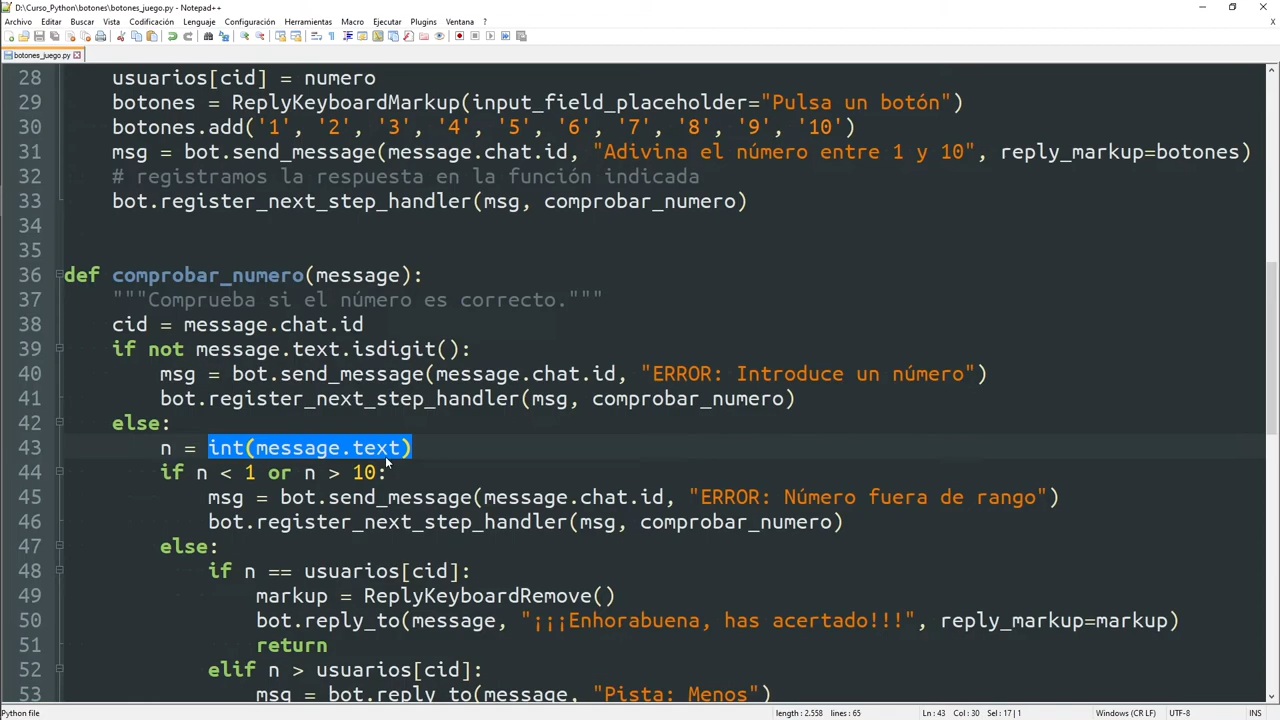 D:\Curso_Python\botones\botones_juego.py - Notepad++
Archivo Editar Buscar Vista Codificación Lenguaje Configuración Herramientas Macro Ejecutar Plugins Ventana ?
X
botones_juego.py
28 usuarios[cid] = numero
29 botones = ReplyKeyboardMarkup(input_field_placeholder="Pulsa un botón")
30 botones.add('1', '2', '3', '4', '5', '6', '7', '8', '9', '10')
31 msg = bot.send_message(message.chat.id, "Adivina el número entre 1 y 10", reply_markup=botones)
32 # registramos la respuesta en la función indicada
33 bot.register_next_step_handler(msg, comprobar_numero)
34
35
36 def comprobar_numero(message):
37 """Comprueba si el número es correcto."""
38 cid = message.chat.id
39 if not message.text.isdigit():
40 msg = bot.send_message(message.chat.id, "ERROR: Introduce un número")
41 bot.register_next_step_handler(msg, comprobar_numero)
42 else:
43 n = int(message.text)
44 if n < 1 or n > 10:
45 msg = bot.send_message(message.chat.id, "ERROR: Número fuera de rango")
46 bot.register_next_step_handler(msg, comprobar_numero)
47 else:
48 if n == usuarios[cid]:
49 markup = ReplyKeyboardRemove()
50 bot.reply_to(message, "¡¡¡Enhorabuena, has acertado!!!", reply_markup=markup)
51 return
52 elif n > usuarios[cid]:
53 msg = bot.reply_to(message, "Pista: Menos")
Python file length : 2.558 lines : 65 Ln : 43 Col : 30 Sel : 17 | 1 Windows (CR LF) UTF-8 INS